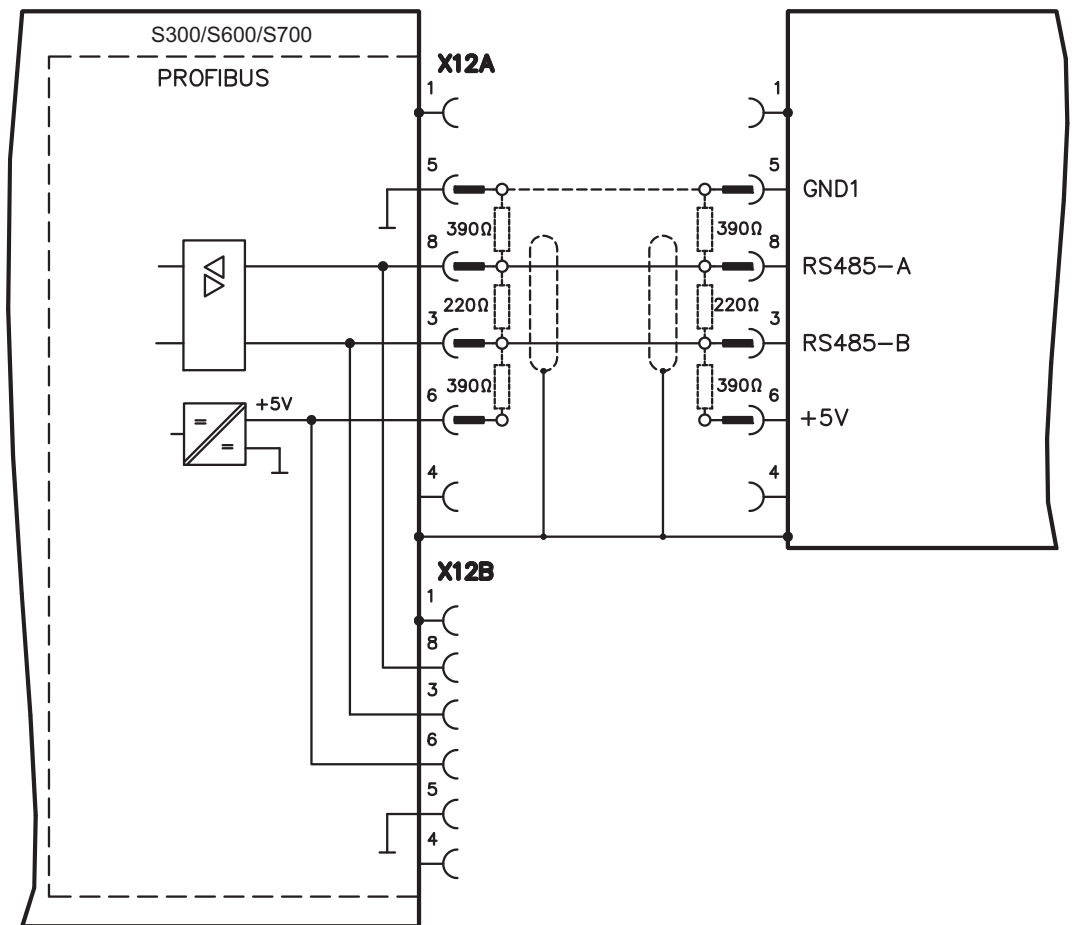 S300/S600/S700
PROFIBUS
X12A
1
1
5
5
GND1
390Ω
390Ω
8
8
RS485-A
220Ω
220Ω
3
3
RS485-B
390Ω
390Ω
6
6
+5V
+5V
4
4
X12B
1
8
3
6
5
4